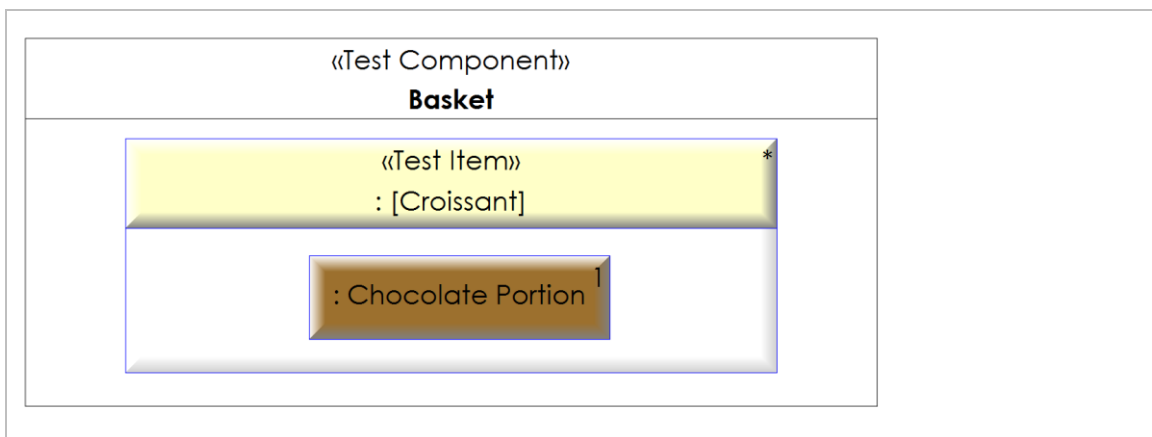 «Test Component»
Basket
«Test Item»
*
: [Croissant]
1
: Chocolate Portion